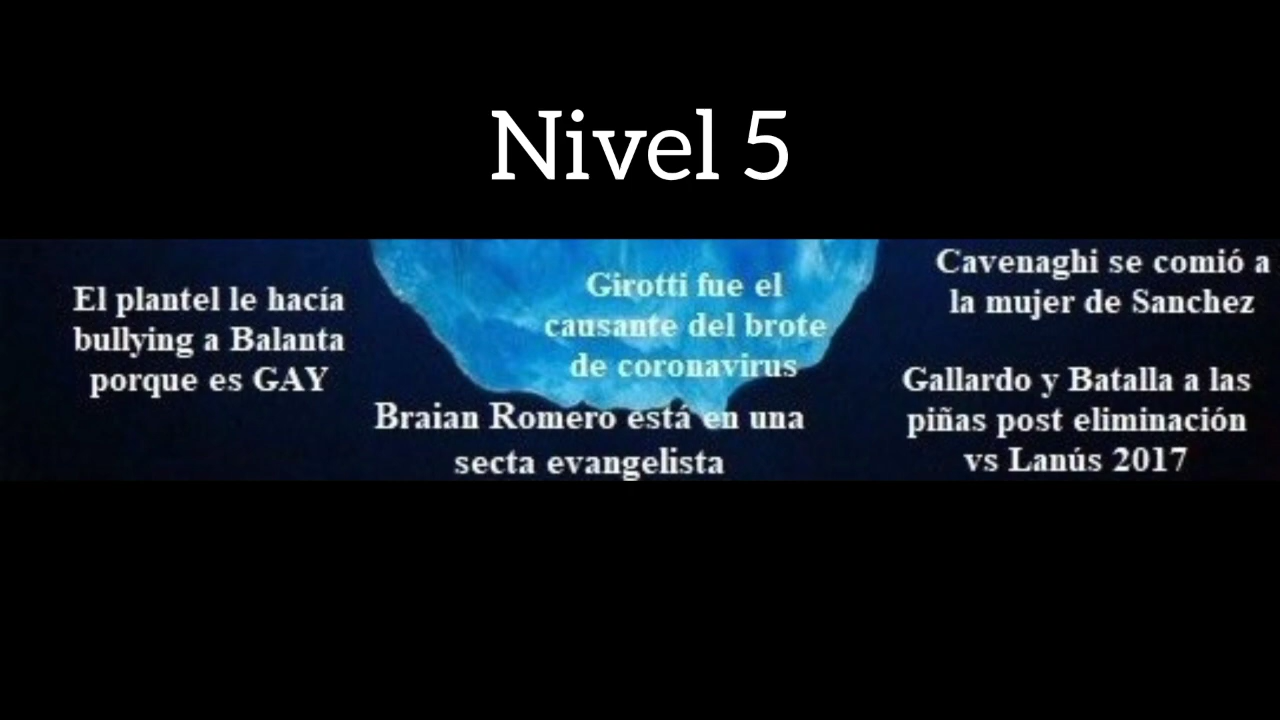 Nivel 5
El plantel le hacía
bullying a Balanta
porque es GAY
Girotti fue el
causante del brote
de coronavirus
Braian Romero está en una
secta evangelista
Cavenaghi se comió a
la mujer de Sanchez
Gallardo y Batalla a las
piñas post eliminación
vs Lanús 2017